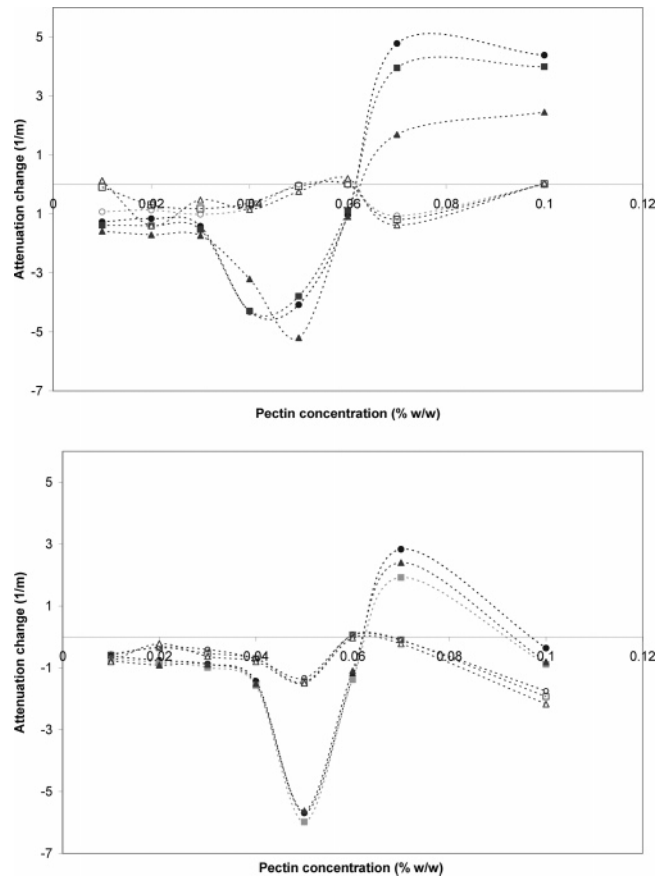 5
3
1
0 0.02 0.04 0.06 0.08 0.1 0.12
-1
-3
-5
-7
Attenuation change (1/m)
Pectin concentration (% w/w)
5
3
1
0 0.02 0.04 0.06 0.08 0.1 0.12
-1
-3
-5
-7
Attenuation change (1/m)
Pectin concentration (% w/w)